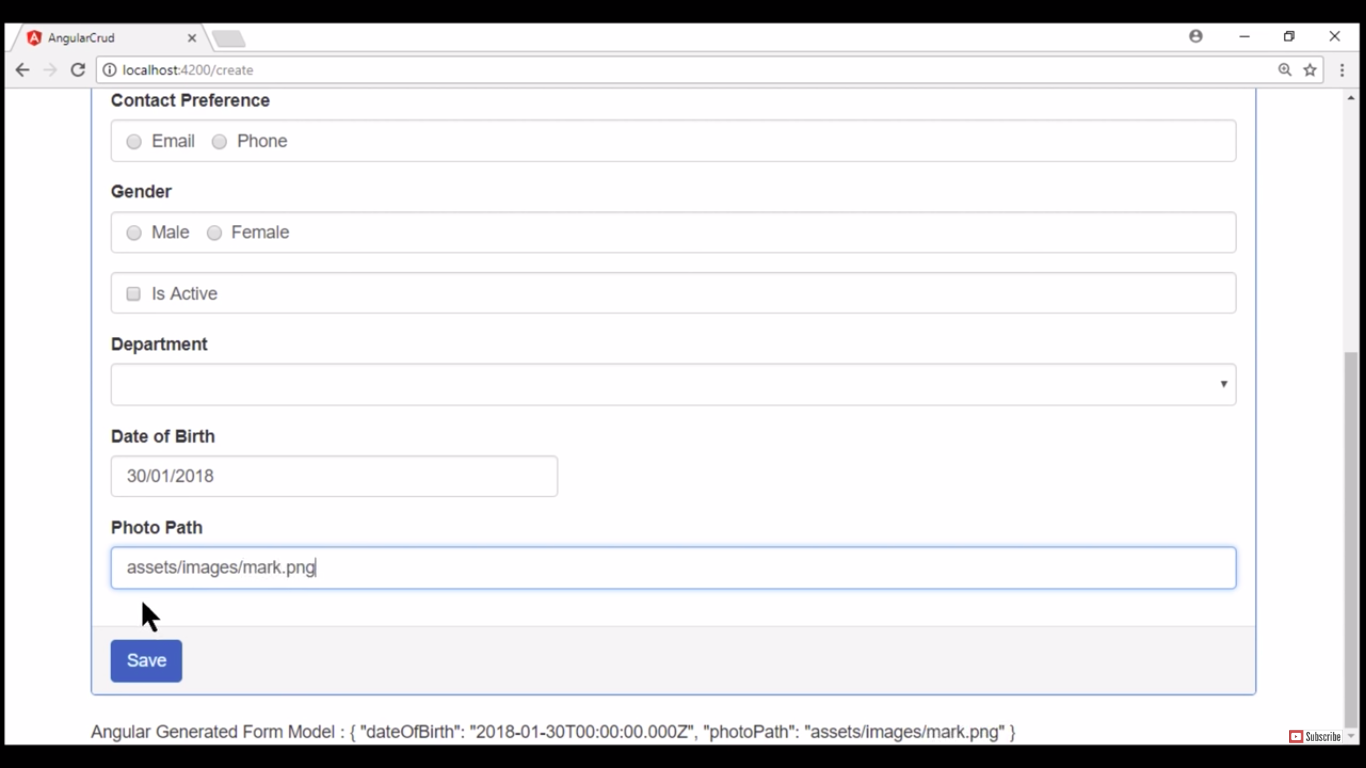 AngularCrud
localhost:4200/create
Contact Preference
Email Phone
Gender
Male Female
Is Active
Department
Date of Birth
30/01/2018
Photo Path
assets/images/mark.png
Save
Angular Generated Form Model : { "dateOfBirth": "2018-01-30T00:00:00.000Z", "photoPath": "assets/images/mark.png" }
Subscribe